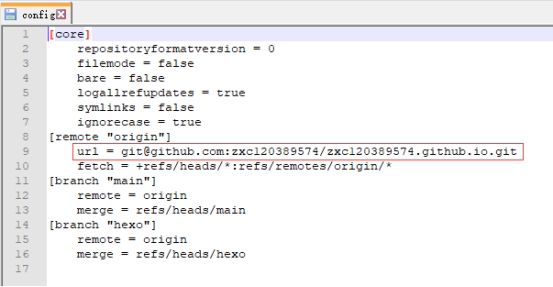 config
1 [core]
2 repositoryformatversion = 0
3 filemode = false
4 bare = false
5 logallrefupdates = true
6 symlinks = false
7 ignorecase = true
8 [remote "origin"]
9 url = git@github.com:zxc120389574/zxc120389574.github.io.git
10 fetch = +refs/heads/*:refs/remotes/origin/*
11 [branch "main"]
12 remote = origin
13 merge = refs/heads/main
14 [branch "hexo"]
15 remote = origin
16 merge = refs/heads/hexo
17